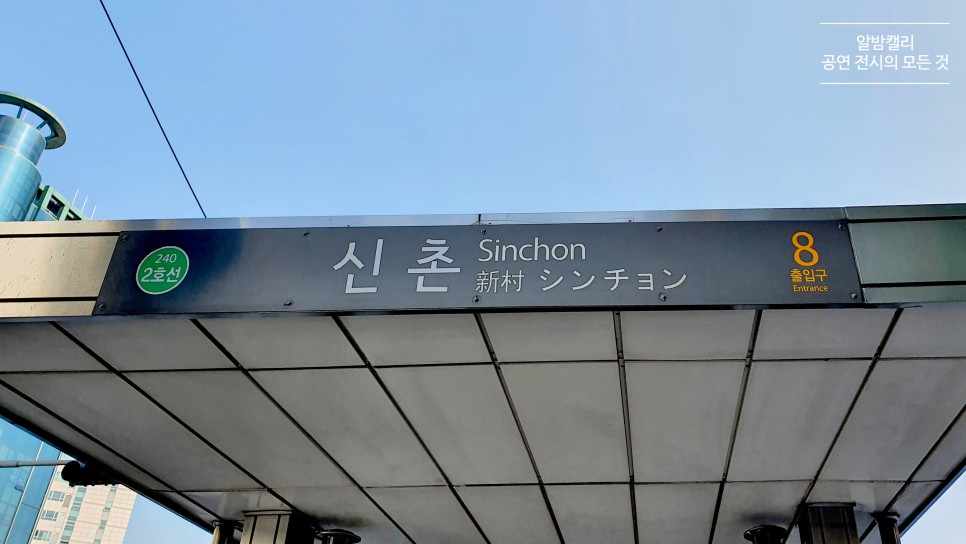 알밤캘리
공연 전시의 모든 것
240
2호선
신촌
Sinchon
新村 シンチョン
8
출입구
Entrance